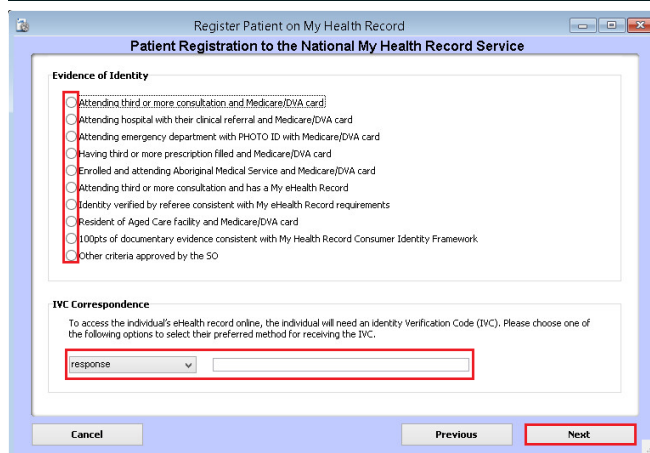 Register Patient on My Health Record
Patient Registration to the National My Health Record Service
Evidence of Identity
Attending third or more consultation and Medicare/DVA card
Attending hospital with their clinical referral and Medicare/DVA card
Attending emergency department with PHOTO ID with Medicare/DVA card
Having third or more prescription filled and Medicare/DVA card
Enrolled and attending Aboriginal Medical Service and Medicare/DVA card
Attending third or more consultation and has a My eHealth Record
Identity verified by referee consistent with My eHealth Record requirements
Resident of Aged Care facility and Medicare/DVA card
100pts of documentary evidence consistent with My Health Record Consumer Identity Framework
Other criteria approved by the SO
IVC Correspondence
To access the individual's eHealth record online, the individual will need an identity Verification Code (IVC). Please choose one of
the following options to select their preferred method for receiving the IVC.
response
Cancel Previous Next